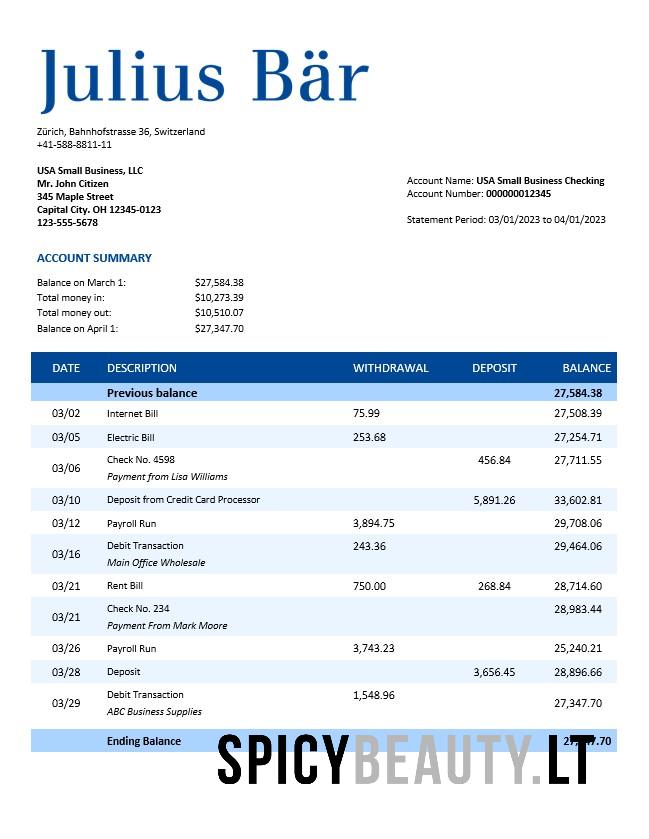 Julius Bär
Zürich, Bahnhofstrasse 36, Switzerland
+41-588-8811-11
USA Small Business, LLC
Mr. John Citizen
345 Maple Street
Capital City. OH 12345-0123
123-555-5678
Account Name: USA Small Business Checking
Account Number: 000000012345
Statement Period: 03/01/2023 to 04/01/2023
ACCOUNT SUMMARY
Balance on March 1: $27,584.38
Total money in: $10,273.39
Total money out: $10,510.07
Balance on April 1: $27,347.70
DATE DESCRIPTION WITHDRAWAL DEPOSIT BALANCE
Previous balance 27,584.38
03/02 Internet Bill 75.99 27,508.39
03/05 Electric Bill 253.68 27,254.71
03/06 Check No. 4598 456.84 27,711.55
Payment from Lisa Williams
03/10 Deposit from Credit Card Processor 5,891.26 33,602.81
03/12 Payroll Run 3,894.75 29,708.06
03/16 Debit Transaction 243.36 29,464.06
Main Office Wholesale
03/21 Rent Bill 750.00 268.84 28,714.60
03/21 Check No. 234 28,983.44
Payment From Mark Moore
03/26 Payroll Run 3,743.23 25,240.21
03/28 Deposit 3,656.45 28,896.66
03/29 Debit Transaction 1,548.96 27,347.70
ABC Business Supplies
Ending Balance
SPICYBEAUTY.LT